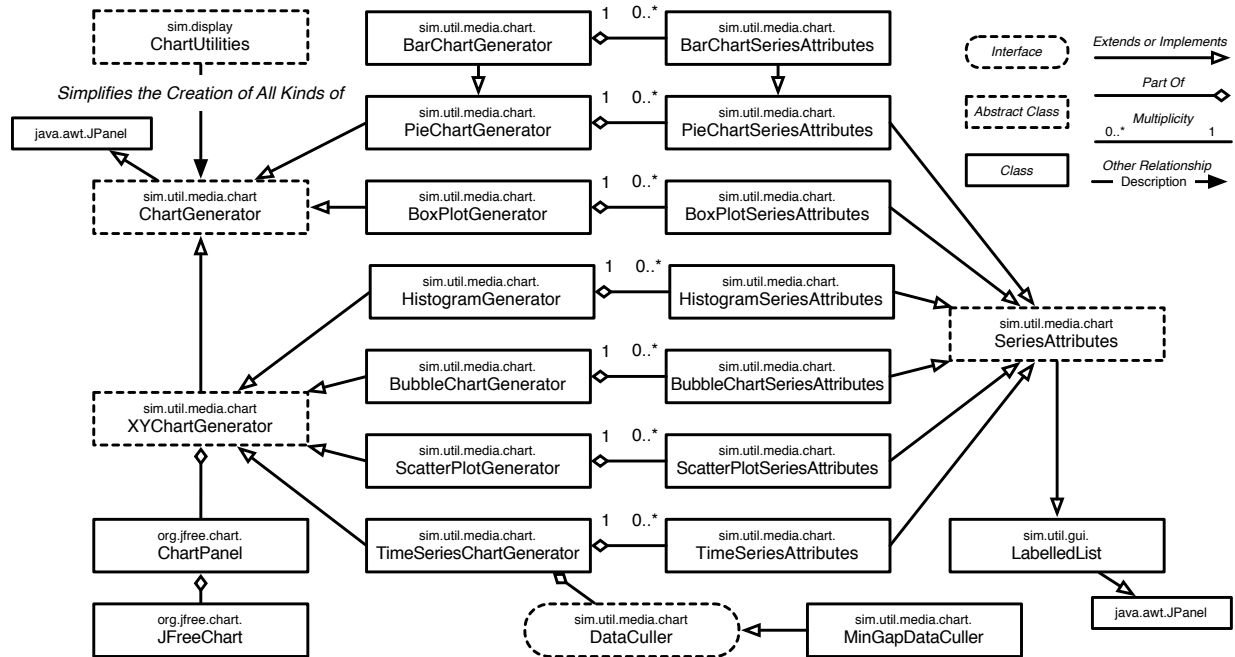 sim.display
ChartUtilities
Simplifies the Creation of All Kinds of
java.awt.JPanel
sim.util.media.chart
ChartGenerator
sim.util.media.chart
XYChartGenerator
org.jfree.chart.
ChartPanel
org.jfree.chart.
JFreeChart
sim.util.media.chart.
BarChartGenerator
1 0..*
sim.util.media.chart.
BarChartSeriesAttributes
sim.util.media.chart.
PieChartGenerator
1 0..*
sim.util.media.chart.
PieChartSeriesAttributes
sim.util.media.chart.
BoxPlotGenerator
1 0..*
sim.util.media.chart.
BoxPlotSeriesAttributes
sim.util.media.chart.
HistogramGenerator
1 0..*
sim.util.media.chart.
HistogramSeriesAttributes
sim.util.media.chart.
BubbleChartGenerator
1 0..*
sim.util.media.chart.
BubbleChartSeriesAttributes
sim.util.media.chart.
ScatterPlotGenerator
1 0..*
sim.util.media.chart.
ScatterPlotSeriesAttributes
sim.util.media.chart.
TimeSeriesChartGenerator
1 0..*
sim.util.media.chart.
TimeSeriesAttributes
sim.util.media.chart
DataCuller
sim.util.media.chart.
MinGapDataCuller
sim.util.media.chart
SeriesAttributes
sim.util.gui.
LabelledList
java.awt.JPanel
Interface
Abstract Class
Class
Extends or Implements
Part Of
Multiplicity
0..* 1
Other Relationship
Description